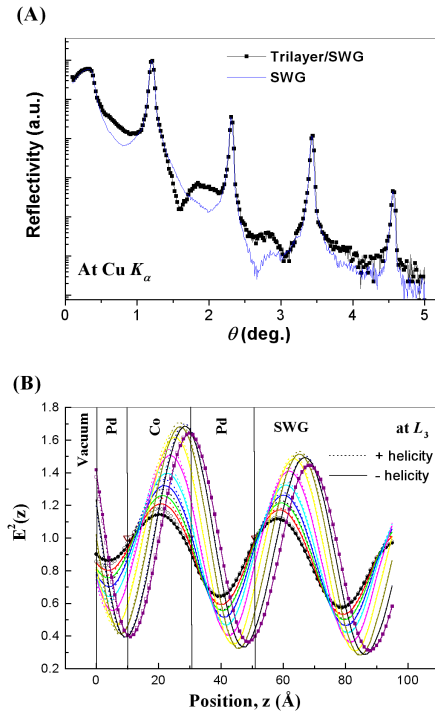 (A)
Trilayer/SWG
SWG
Reflectivity (a.u.)
At Cu Kα
0 1 2 3 4 5
θ(deg.)
(B)
Vacuum
Pd
Co
Pd
SWG
at L3
+ helicity
- helicity
E²(z)
1.8
1.6
1.4
1.2
1.0
0.8
0.6
0.4
0.2
0 20 40 60 80 100
Position, z (Å)